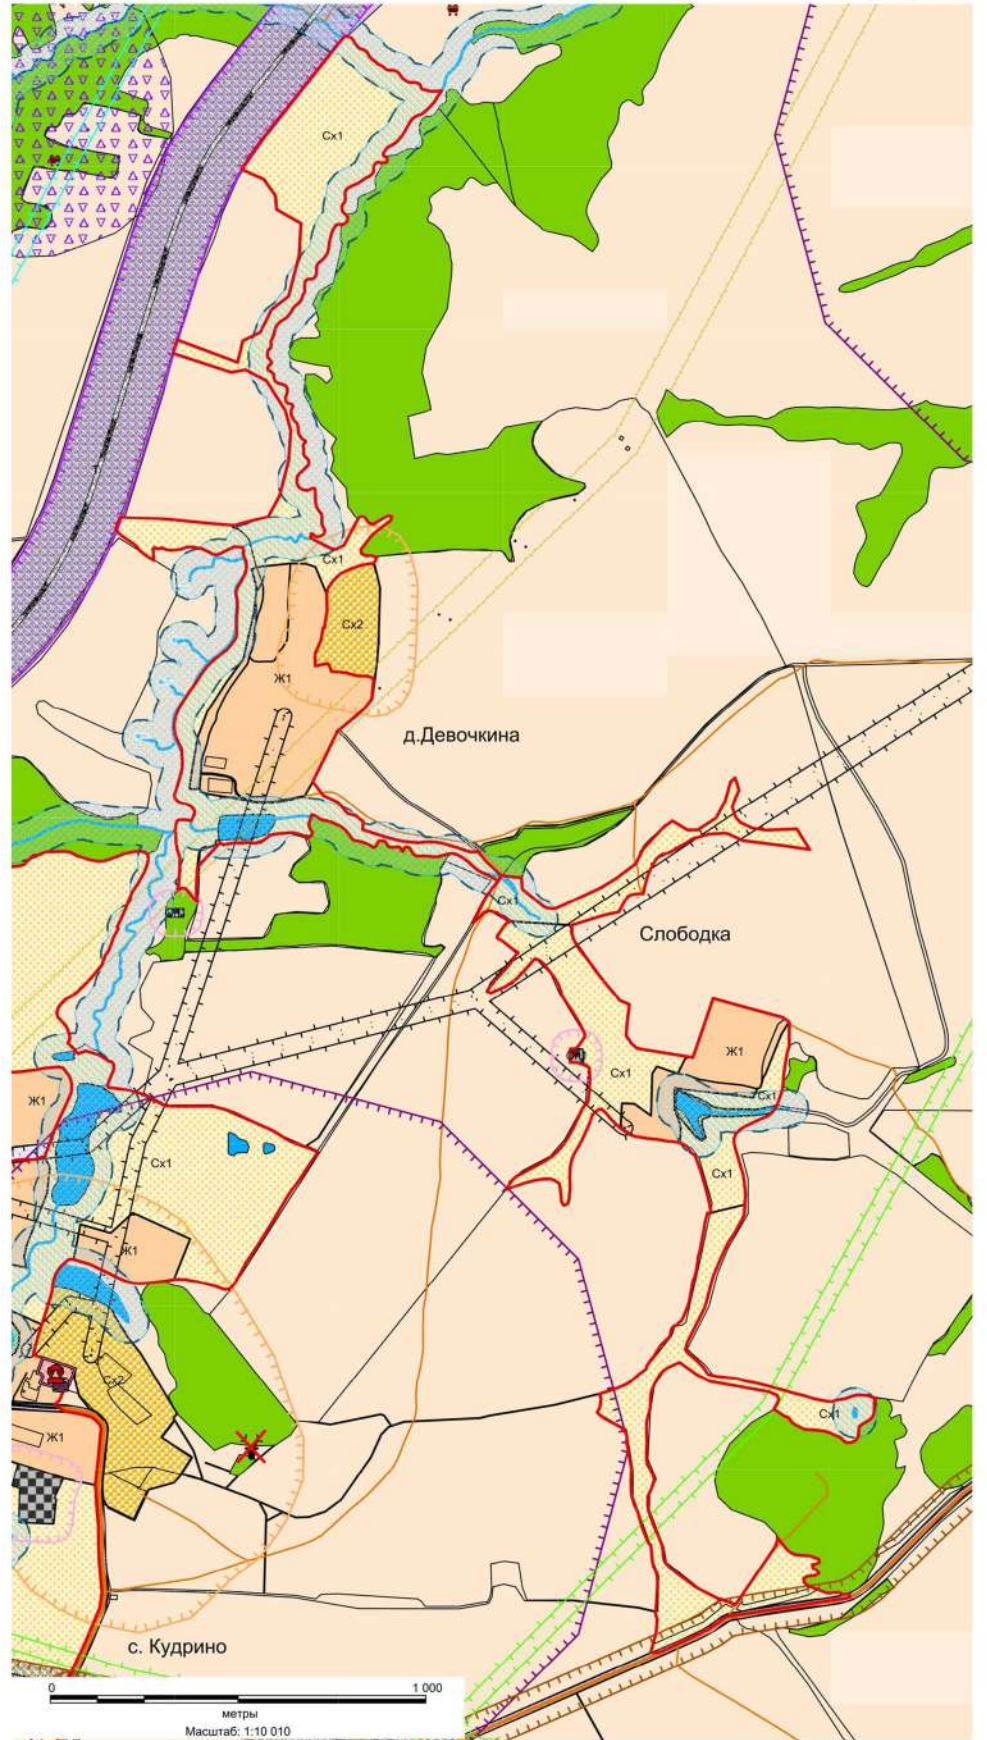 Сх1
Сх1
Сх2
Ж1
д.Девочкина
Сх1
Слободка
Ж1
Сх1
Сх1
Ж1
Сх1
Сх1
Ж1
Сх2
Сх1
Ж1
с. Кудрино
0 1 000
метры
Масштаб: 1:10 010